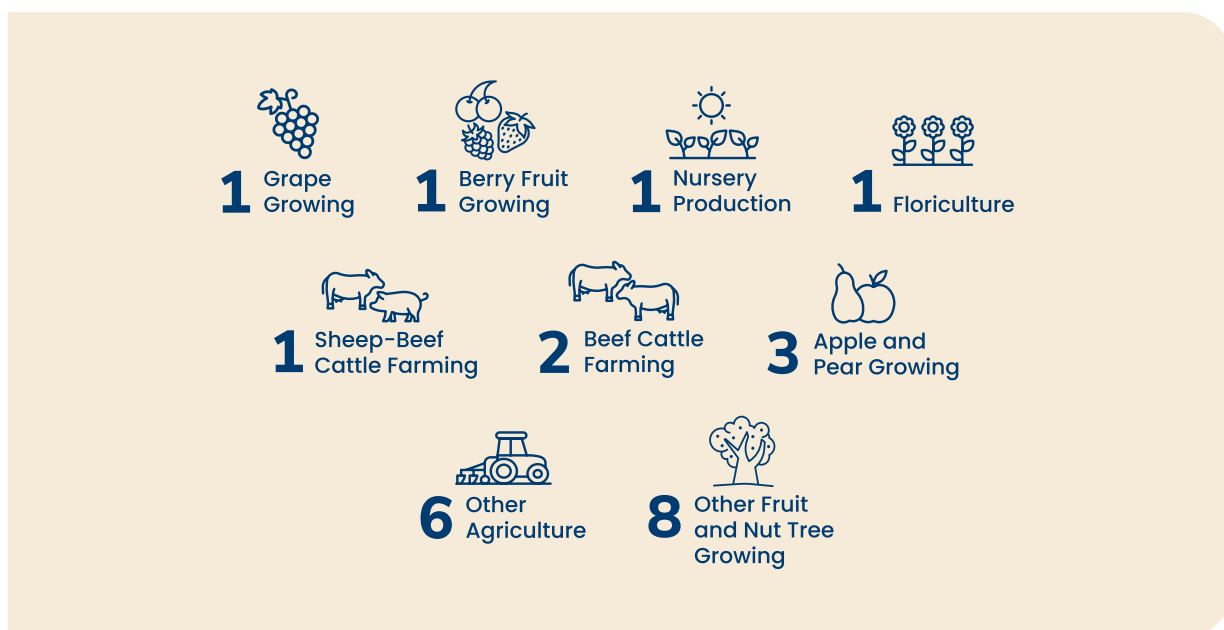 1 Grape
Growing
1 Berry Fruit
Growing
1 Nursery
Production
1 Floriculture
1 Sheep-Beef
Cattle Farming
2 Beef Cattle
Farming
3 Apple and
Pear Growing
6 Other
Agriculture
8 Other Fruit
and Nut Tree
Growing